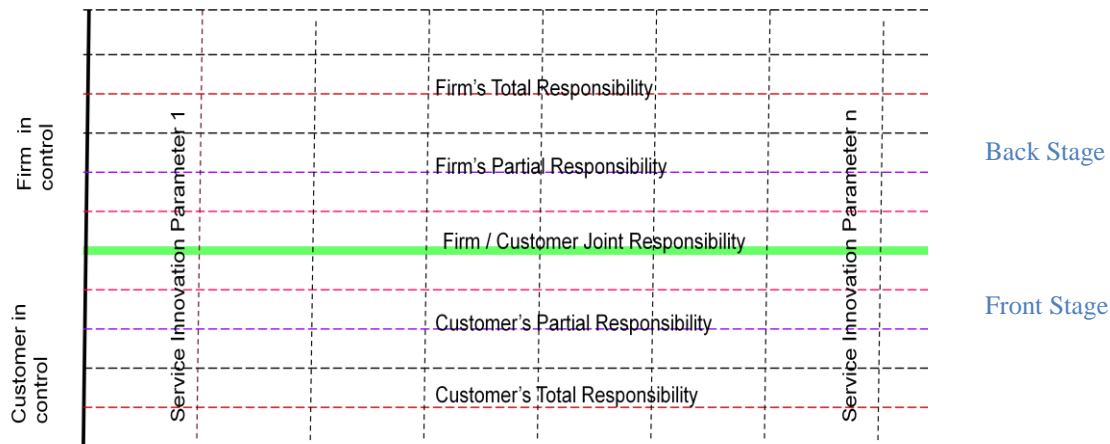 Firm's Total Responsibility
Firm in
control
Service Innovation Parameter 1
Firm's Partial Responsibility
Service Innovation Parameter n
Back Stage
Firm / Customer Joint Responsibility
Customer in
control
Customer's Partial Responsibility
Front Stage
Customer's Total Responsibility